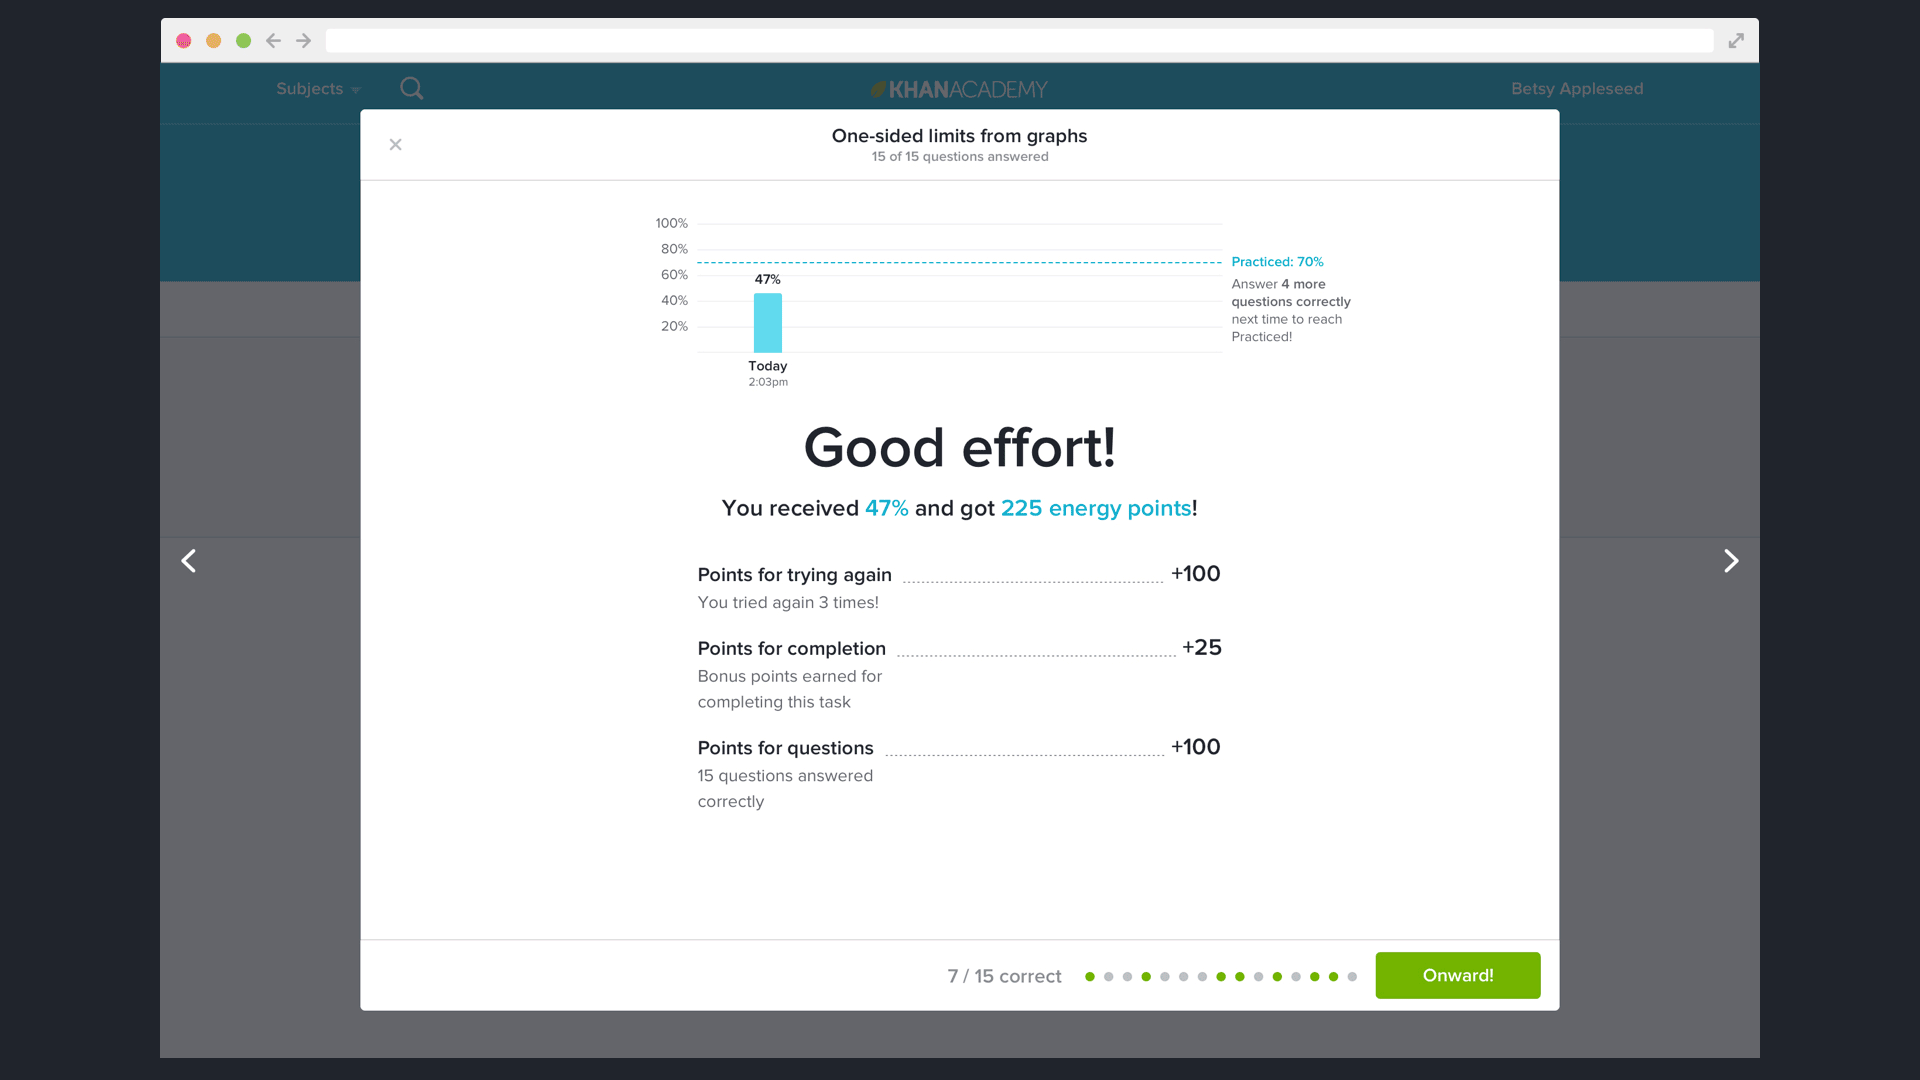 Subjects
KHANACADEMY
Betsy Appleseed
One-sided limits from graphs
15 of 15 questions answered
100%
80%
60%
40%
20%
47%
Today
2:03pm
Practiced: 70%
Answer 4 more
questions correctly
next time to reach
Practiced!
Good effort!
You received 47% and got 225 energy points!
Points for trying again +100
You tried again 3 times!
Points for completion +25
Bonus points earned for
completing this task
Points for questions +100
15 questions answered
correctly
7 / 15 correct
Onward!